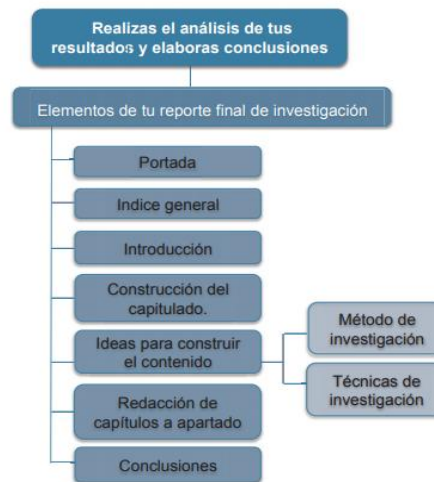 Realizas el análisis de tus
resultados y elaboras conclusiones
Elementos de tu reporte final de investigación
Portada
Indice general
Introducción
Construcción del
capitulado.
Ideas para construir
el contenido
Método de
investigación
Técnicas de
investigación
Redacción de
capítulos a apartado
Conclusiones